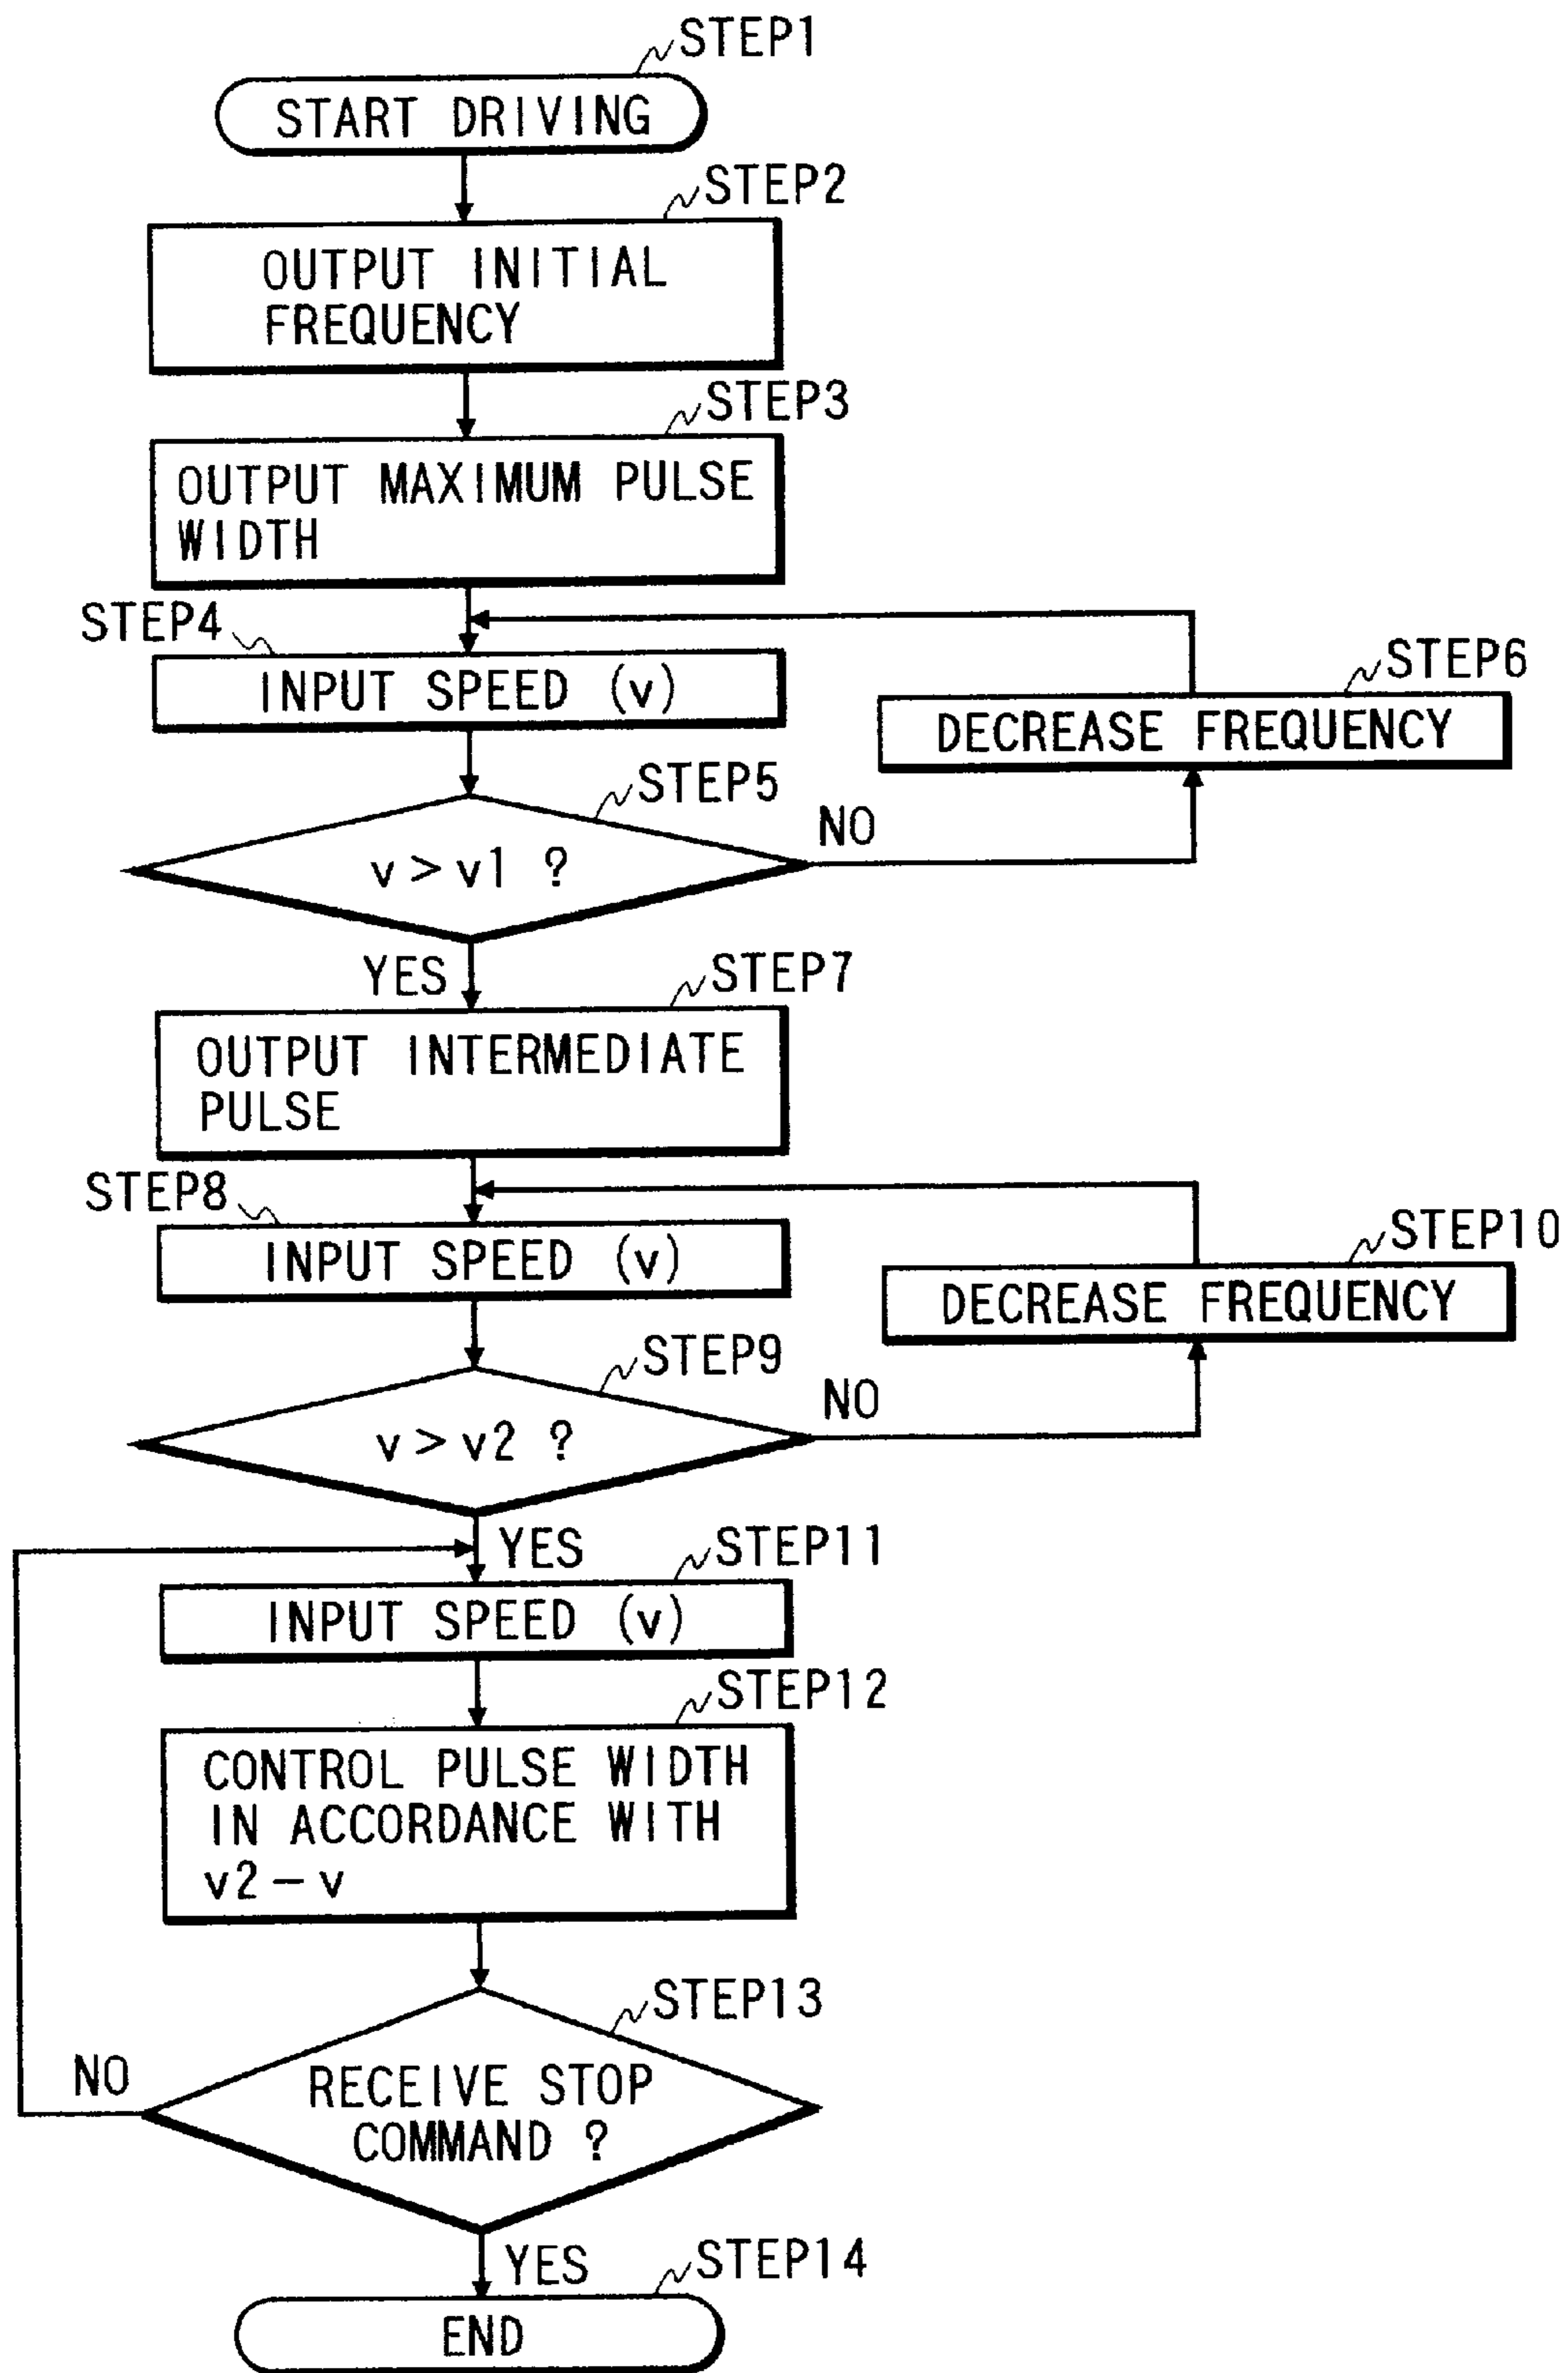 STEP1
START DRIVING
STEP2
OUTPUT INITIAL
FREQUENCY
STEP3
OUTPUT MAXIMUM PULSE
WIDTH
STEP4
INPUT SPEED (v)
STEP6
DECREASE FREQUENCY
STEP5
v > v1 ?
NO
YES
STEP7
OUTPUT INTERMEDIATE
PULSE
STEP8
INPUT SPEED (v)
STEP10
DECREASE FREQUENCY
STEP9
v > v2 ?
NO
YES
STEP11
INPUT SPEED (v)
STEP12
CONTROL PULSE WIDTH
IN ACCORDANCE WITH
v2 - v
STEP13
RECEIVE STOP
COMMAND ?
NO
YES
STEP14
END